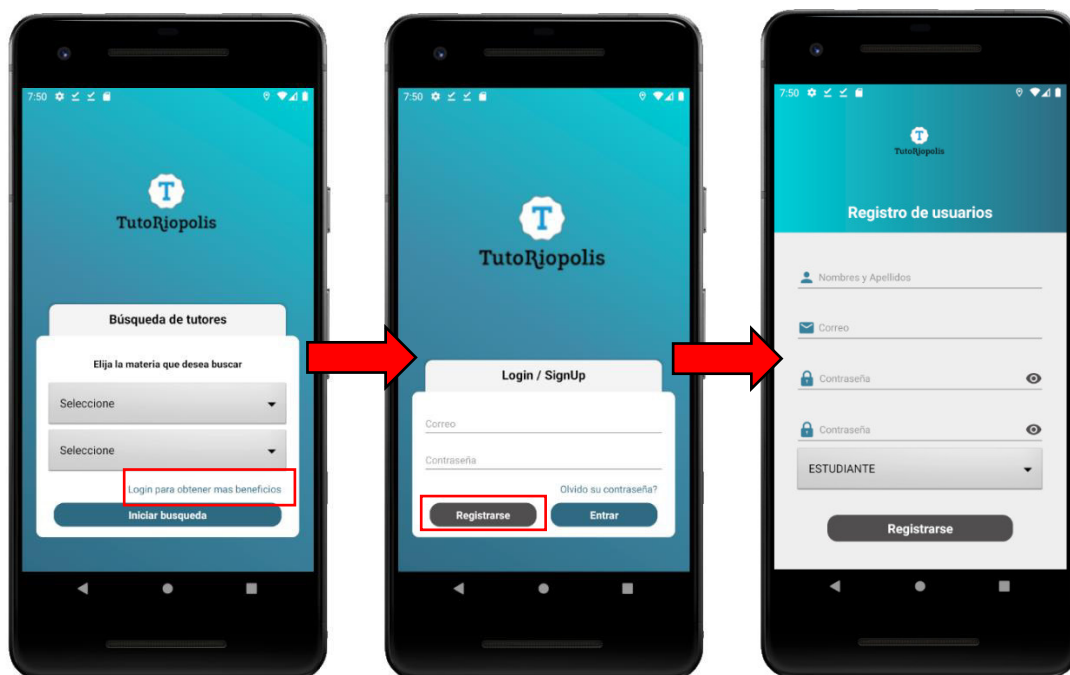 7:50
T
TutoRiopolis
Búsqueda de tutores
Elija la materia que desea buscar
Seleccione
Seleccione
Login para obtener mas beneficios
Iniciar busqueda
7:50
T
TutoRiopolis
Login / SignUp
Correo
Contraseña
Olvido su contraseña?
Registrarse
Entrar
7:50
T
TutoRiopolis
Registro de usuarios
Nombres y Apellidos
Correo
Contraseña
Contraseña
ESTUDIANTE
Registrarse